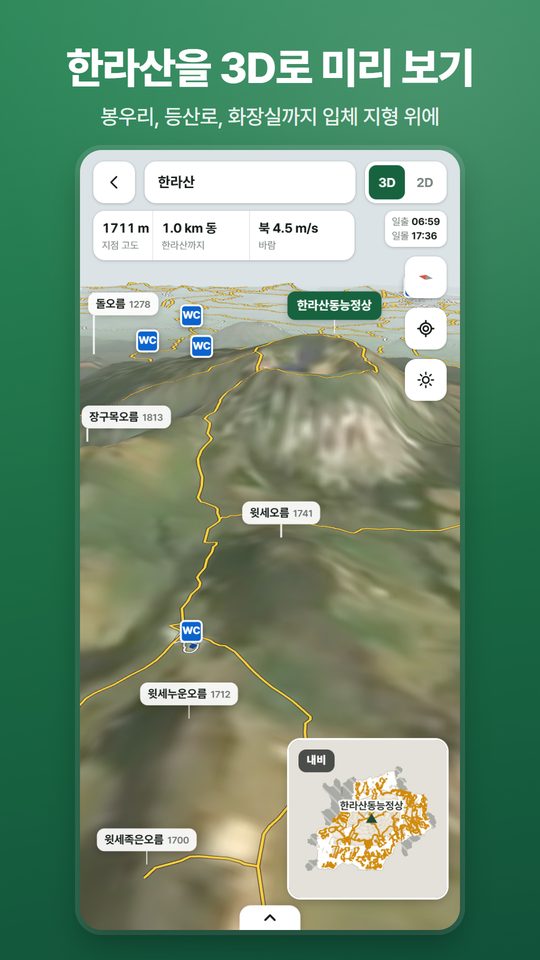 한라산을 3D로 미리 보기
봉우리, 등산로, 화장실까지 입체 지형 위에
한라산
3D 2D
1711 m 1.0 km 동 북 4.5 m/s
지점 고도 한라산까지 바람
일출 06:59
일몰 17:36
돌오름 1278
WC
한라산동능정상
WC
WC
장구목오름 1813
윗세오름 1741
WC
윗세누운오름 1712
내비
한라산동능정상
윗세족은오름 1700